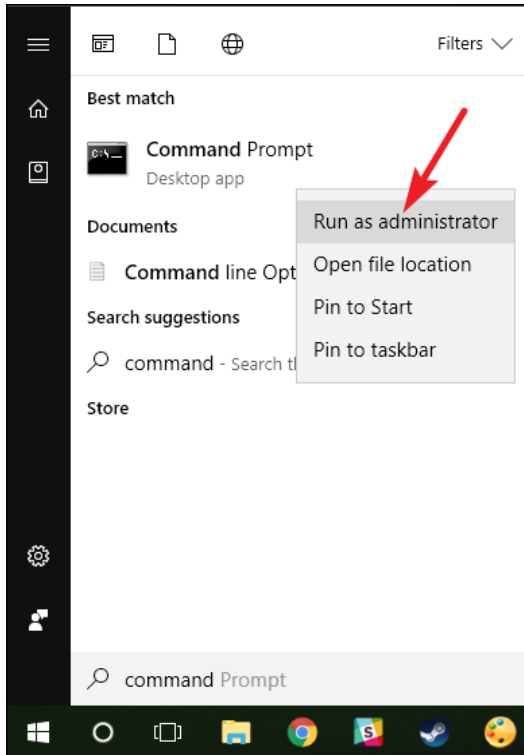 Filters
Best match
C:\_
Command Prompt
Desktop app
Run as administrator
Documents
Open file location
Command line Opt
Pin to Start
Search suggestions
command - Search
Pin to taskbar
Store
command Prompt